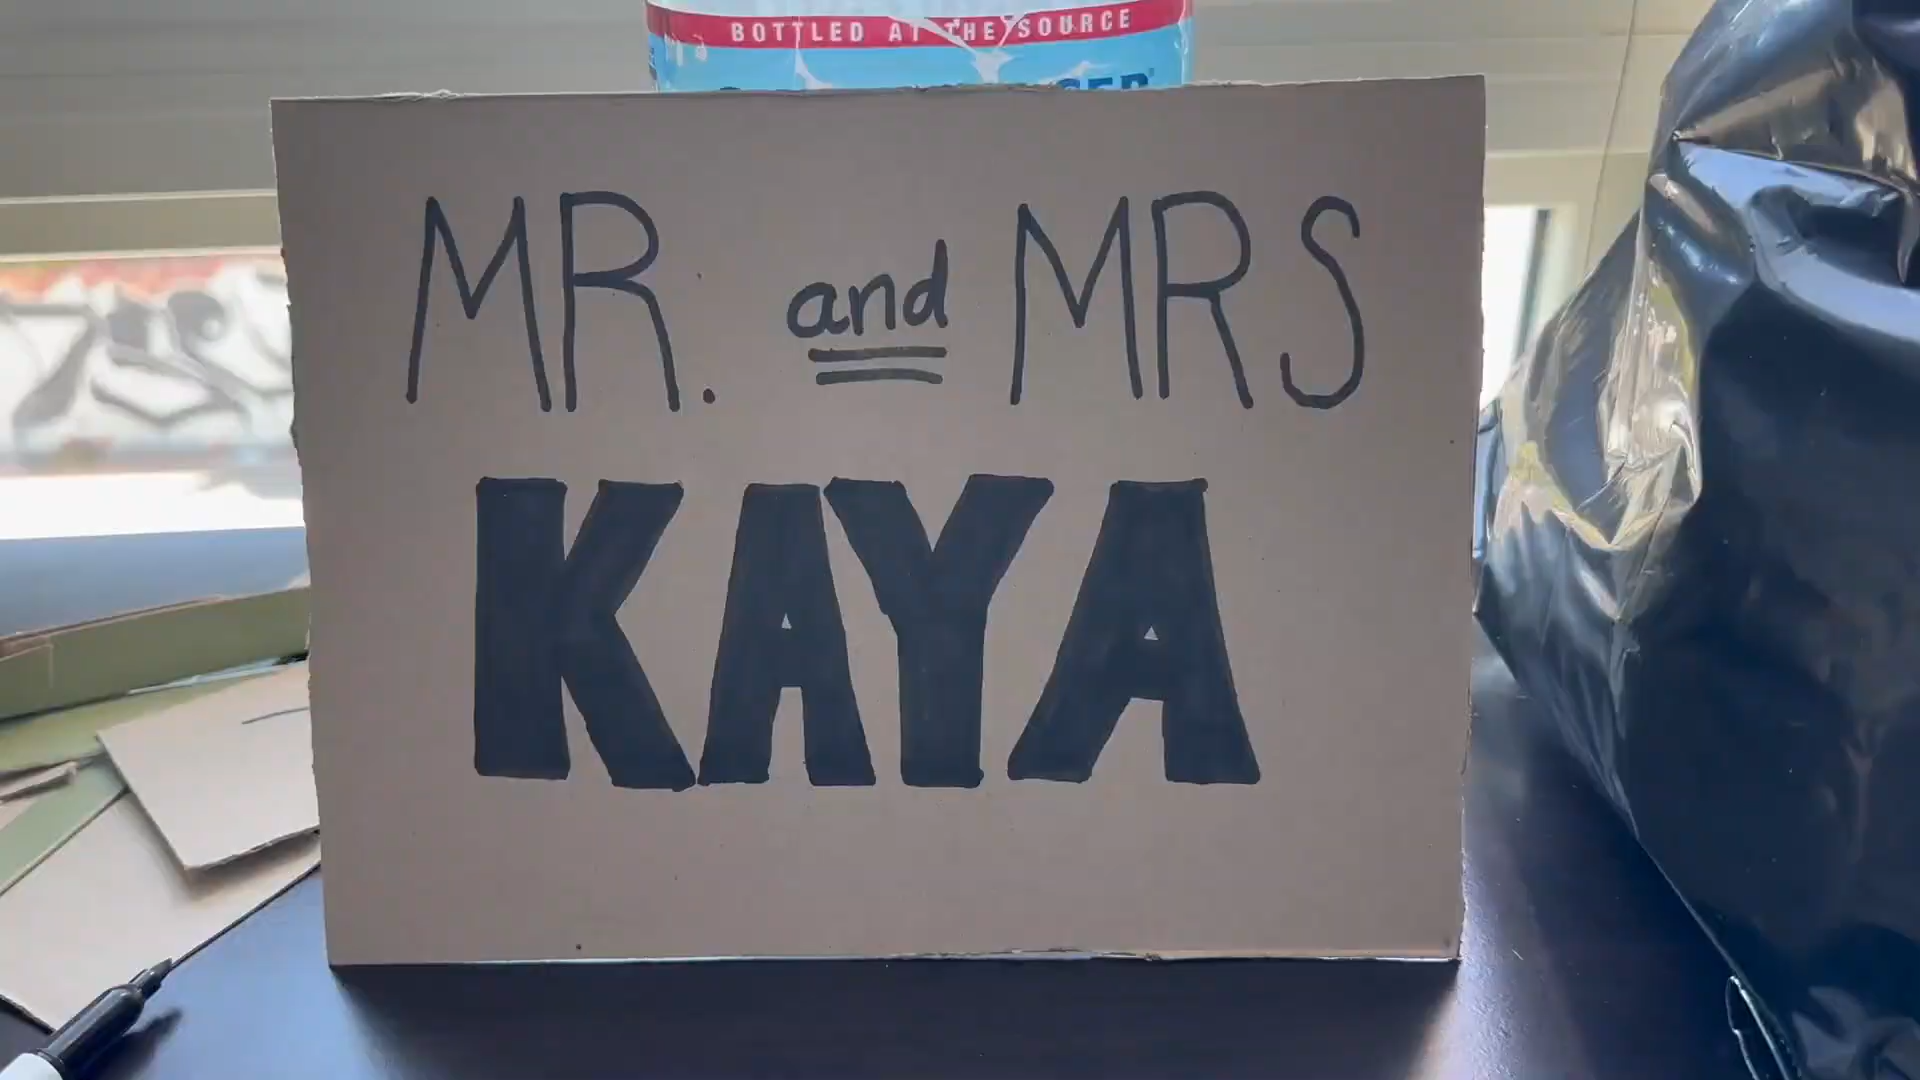 BOTTLED AT THE SOURCE
MR. and MRS
KAYA